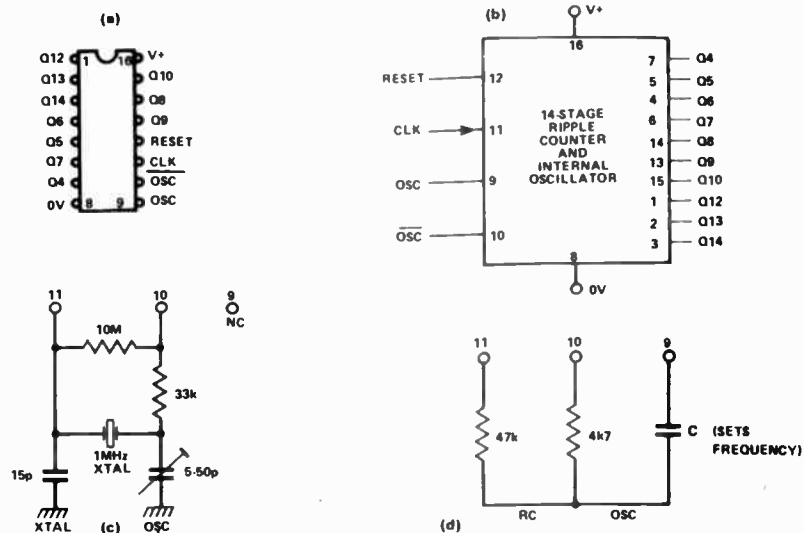 (a)
Q12 1 16 V+
Q13 Q10
Q14 Q8
Q6 Q9
Q5 RESET
Q7 CLK
Q4 OSC
0V 8 9 OSC
(b)
V+
16
RESET 12
CLK 11
OSC 9
OSC 10
14-STAGE
RIPPLE
COUNTER
AND
INTERNAL
OSCILLATOR
7 Q4
5 Q5
4 Q6
6 Q7
14 Q8
13 Q9
15 Q10
1 Q12
2 Q13
3 Q14
8
0V
11 10 9
NC
10M
33k
1MHz
XTAL
15p 5-50p
XTAL (c) OSC
11 10 9
47k 4k7 C (SETS
FREQUENCY)
RC OSC
(d)